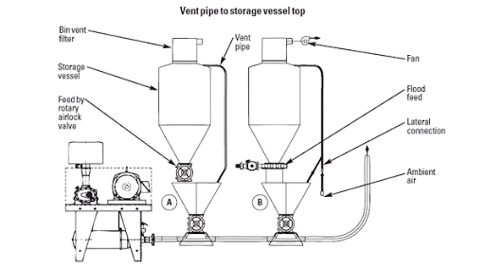 Vent pipe to storage vessel top
Bin vent
filter
Vent
pipe
Fan
Storage
vessel
Flood
feed
Feed by
rotary
airlock
valve
Lateral
connection
Ambient
air
A
B